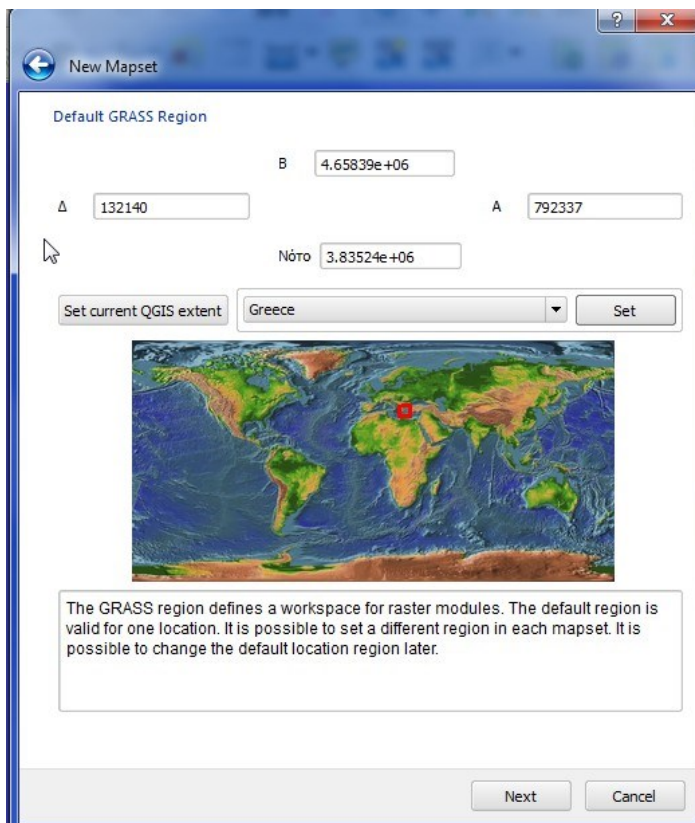 New Mapset
Default GRASS Region
Β 4.65839e+06
Δ 132140 Α 792337
Νότο 3.83524e+06
Set current QGIS extent Greece Set
The GRASS region defines a workspace for raster modules. The default region is
valid for one location. It is possible to set a different region in each mapset. It is
possible to change the default location region later.
Next Cancel